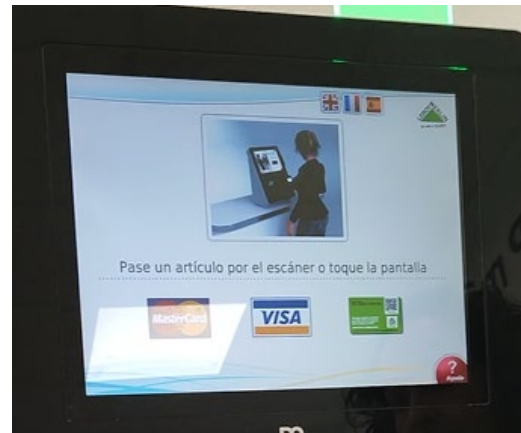 Pase un artículo por el escáner o toque la pantalla
MasterCard
VISA
?
Ayuda